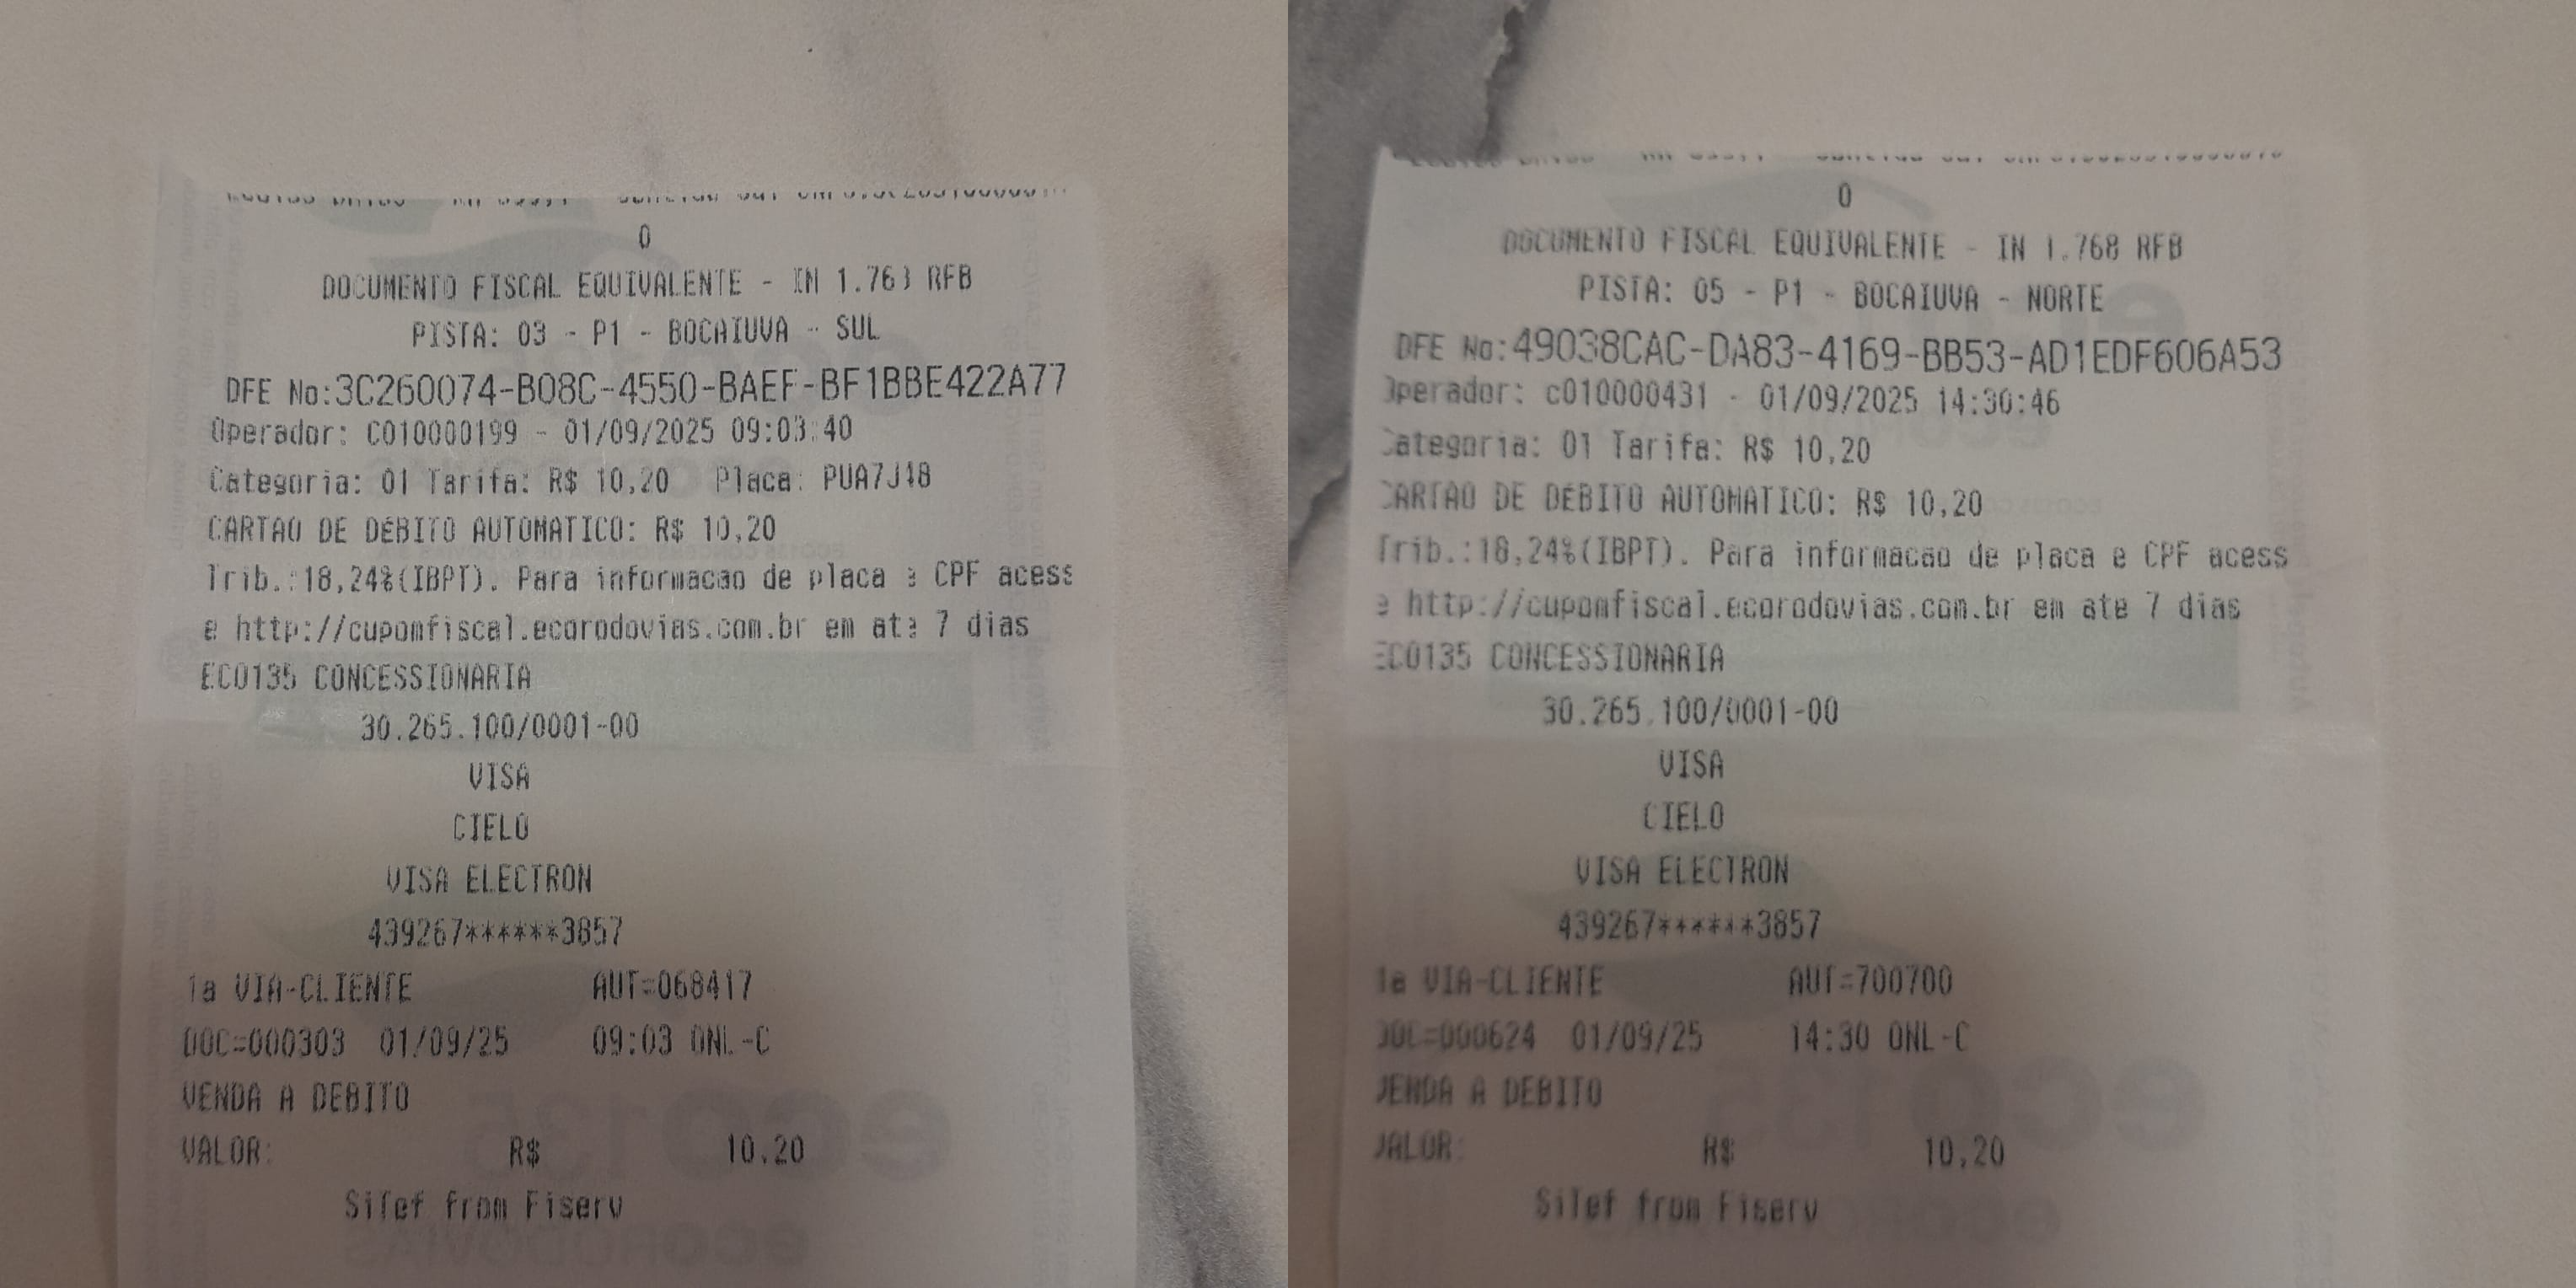 0
DOCUMENTO FISCAL EQUIVALENTE - IN 1.763 RFB
PISTA: 03 - P1 - BOCAIUVA - SUL
DFE No:3C260074-B08C-4550-BAEF-BF1BBE422A77
Operador: C010000199 - 01/09/2025 09:03:40
Categoria: 01 Tarifa: R$ 10,20 Placa:
CARTAO DE DEBITO AUTOMATICO: R$ 10,20
Trib.:18,24%(IBPT). Para informacao de placa e CPF acess
e http://cupomfiscal.ecorodovias.com.br em ate 7 dias
ECO135 CONCESSIONARIA
30.265.100/0001-00
VISA
CIELO
VISA ELECTRON
439267******3857
1a VIA-CLIENTE AUT=068417
DOC=000303 01/09/25 09:03 ONL-C
VENDA A DEBITO
VALOR: R$ 10.20
SiTef from Fiserv
0
DOCUMENTO FISCAL EQUIVALENTE - IN 1.768 RFB
PISTA: 05 - P1 - BOCAIUVA - NORTE
DFE No:49038CAC-DA83-4169-BB53-AD1EDF606A53
Operador: c010000431 - 01/09/2025 14:30:46
Categoria: 01 Tarifa: R$ 10,20
CARTAO DE DEBITO AUTOMATICO: R$ 10,20
Trib.:18,24%(IBPT). Para informacao de placa e CPF acess
e http://cupomfiscal.ecorodovias.com.br em ate 7 dias
ECO135 CONCESSIONARIA
30.265.100/0001-00
VISA
CIELO
VISA ELECTRON
439267******3857
1a VIA-CLIENTE AUT=700700
DOC=000624 01/09/25 14:30 ONL-C
VENDA A DEBITO
VALOR: R$ 10,20
SiTef from Fiserv